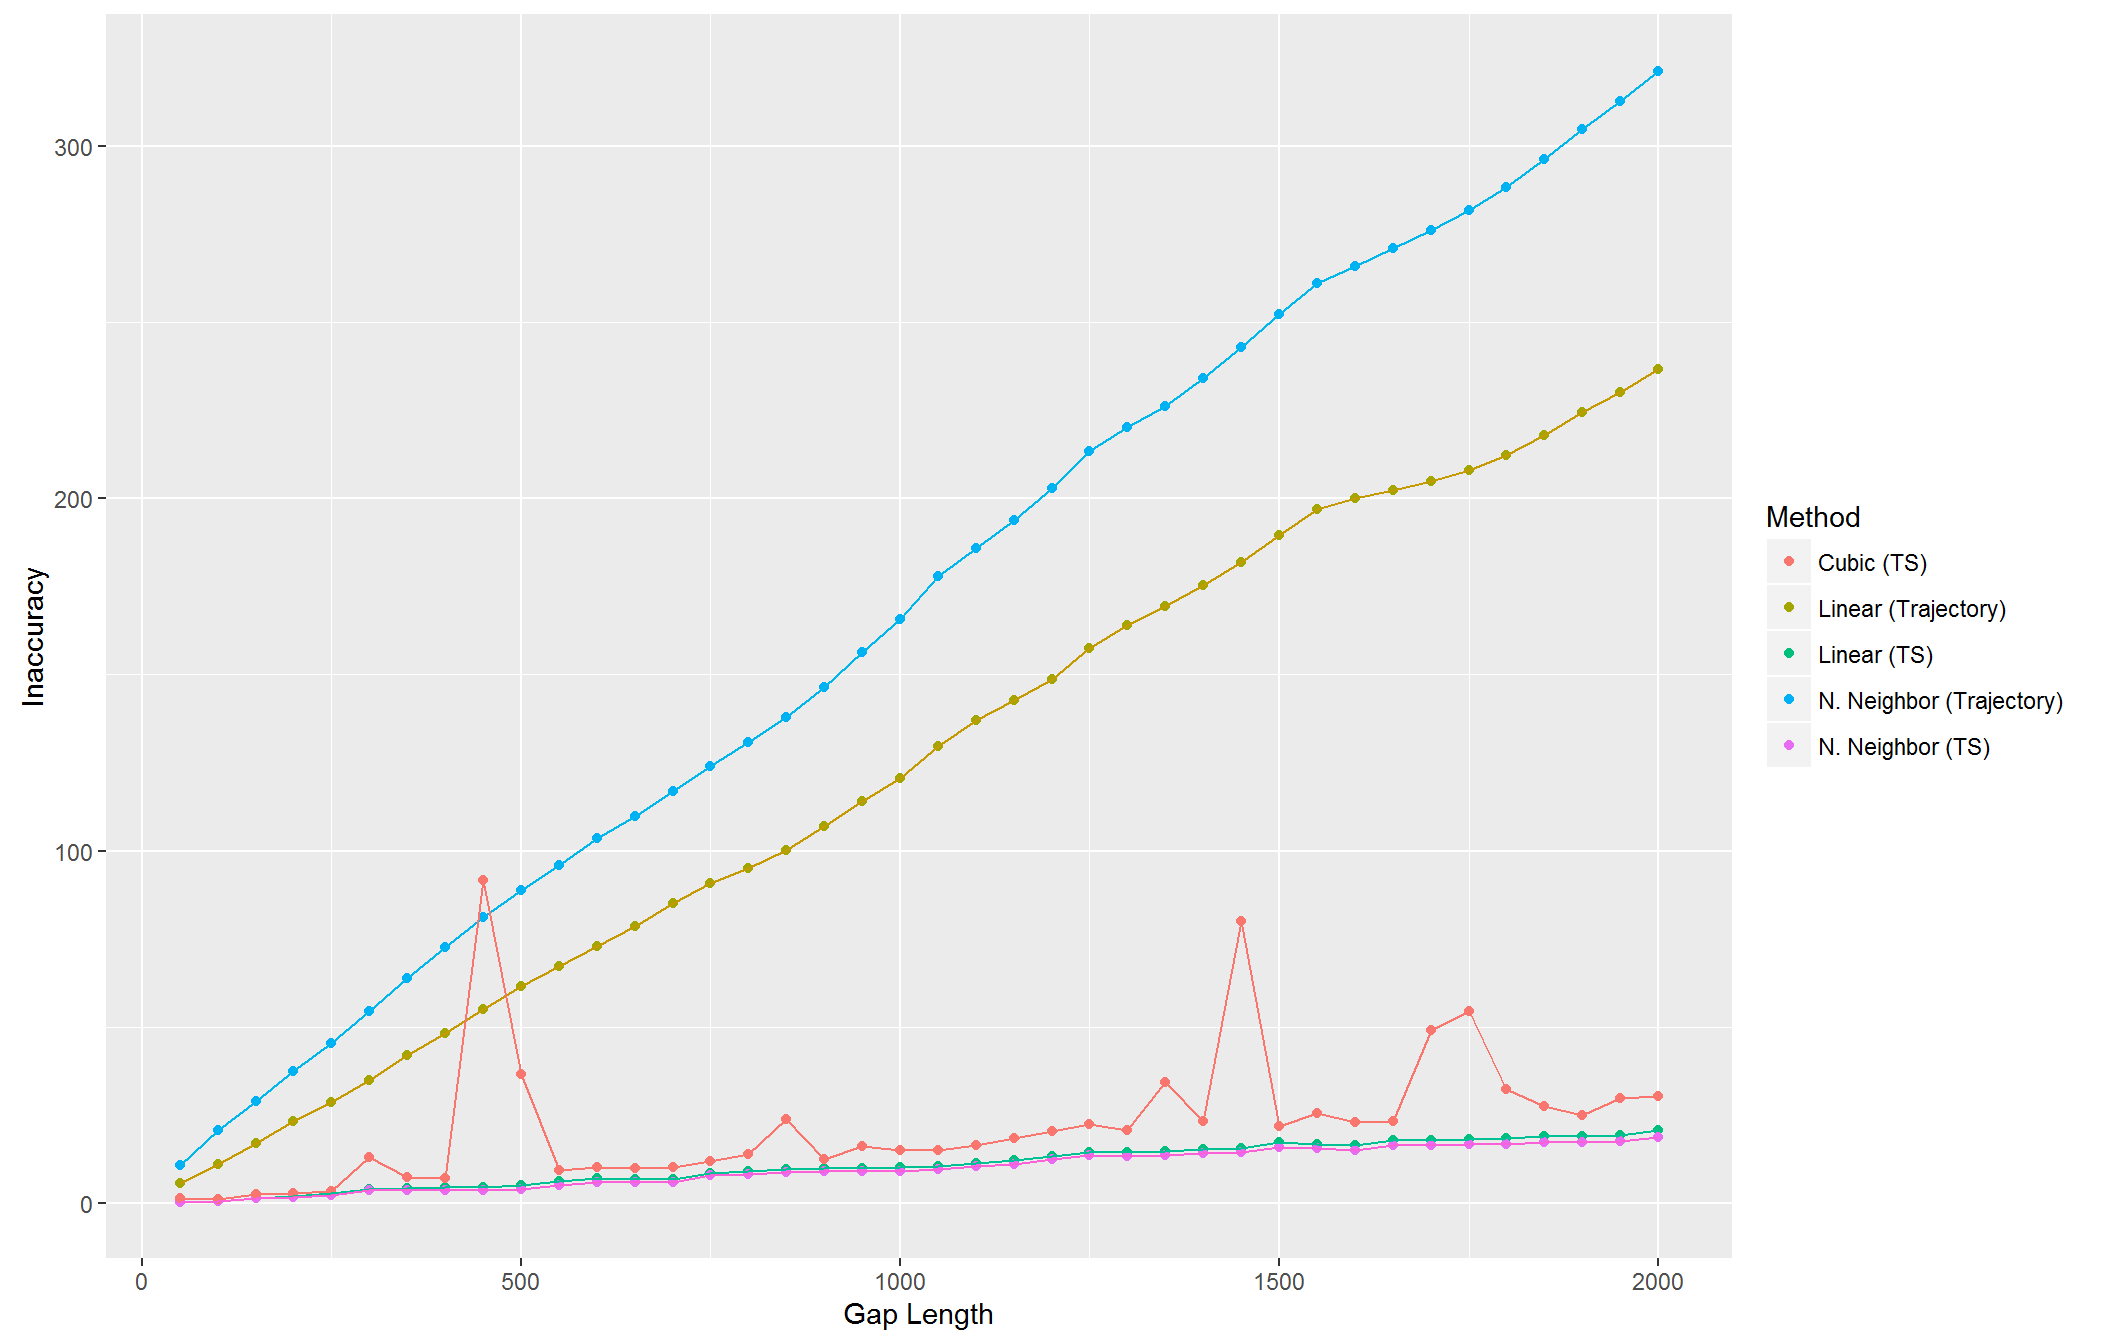 300
200
100
0
Inaccuracy
0
500
1000
1500
2000
Gap Length
Method
Cubic (TS)
Linear (Trajectory)
Linear (TS)
N. Neighbor (Trajectory)
N. Neighbor (TS)